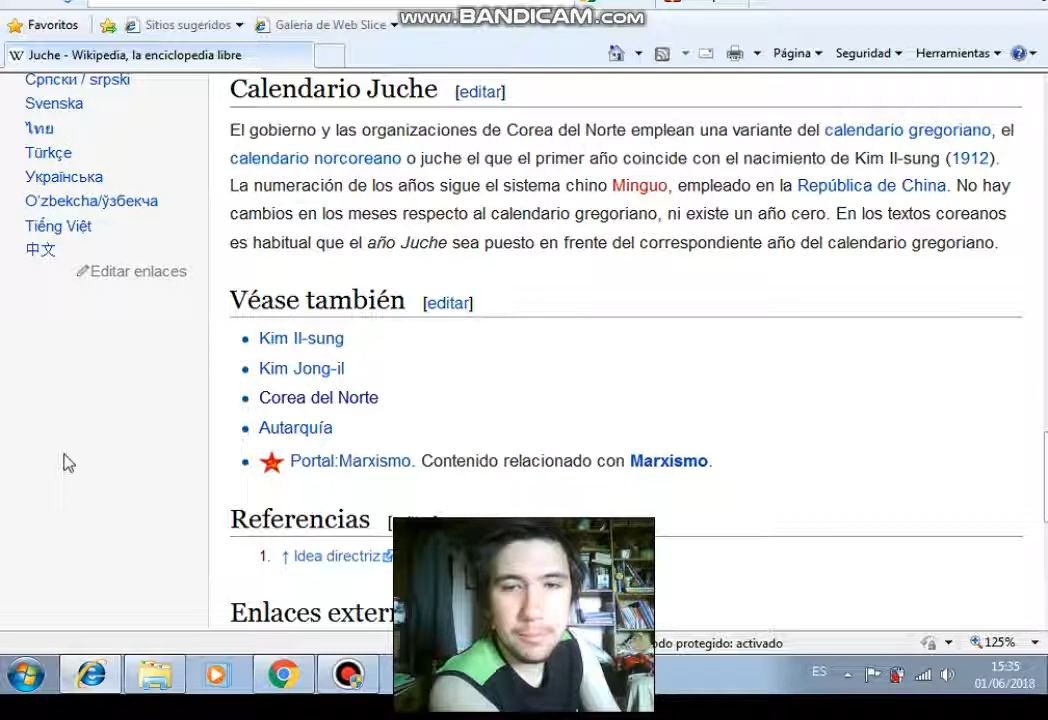 www.BANDICAM.com
Favoritos Sitios sugeridos Galería de Web Slice
W Juche - Wikipedia, la enciclopedia libre Página Seguridad Herramientas
Српски / srpski
Svenska
ไทย
Türkçe
Українська
Oʻzbekcha/ўзбекча
Tiếng Việt
中文
Editar enlaces
Calendario Juche [editar]
El gobierno y las organizaciones de Corea del Norte emplean una variante del calendario gregoriano, el
calendario norcoreano o juche el que el primer año coincide con el nacimiento de Kim Il-sung (1912).
La numeración de los años sigue el sistema chino Minguo, empleado en la República de China. No hay
cambios en los meses respecto al calendario gregoriano, ni existe un año cero. En los textos coreanos
es habitual que el año Juche sea puesto en frente del correspondiente año del calendario gregoriano.
Véase también [editar]
• Kim Il-sung
• Kim Jong-il
• Corea del Norte
• Autarquía
• Portal:Marxismo. Contenido relacionado con Marxismo.
Referencias
1. ↑ Idea directriz
Enlaces exter
do protegido: activado 125%
ES 15:35
01/06/2018